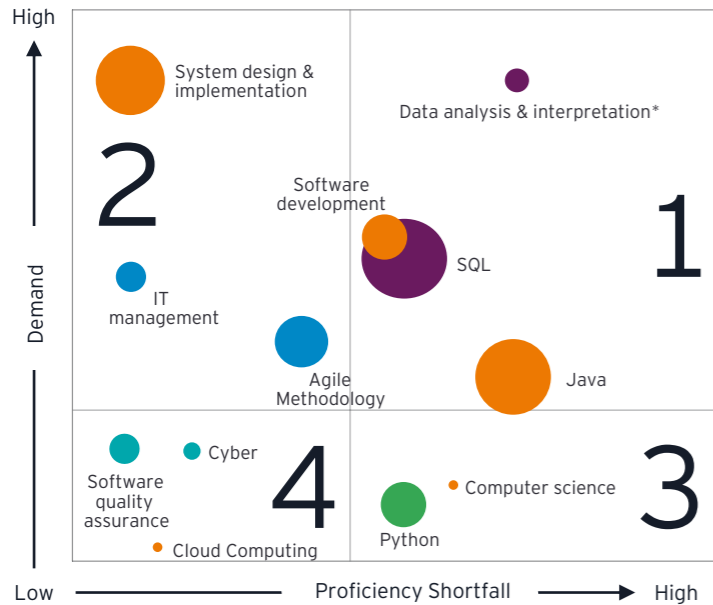 High
System design &
implementation
Data analysis & interpretation*
2
Software
development
1
SQL
IT
management
Demand
Agile
Methodology
Java
Software
quality
assurance
Cyber
4
Computer science
3
Python
Cloud Computing
Low
Proficiency Shortfall
High